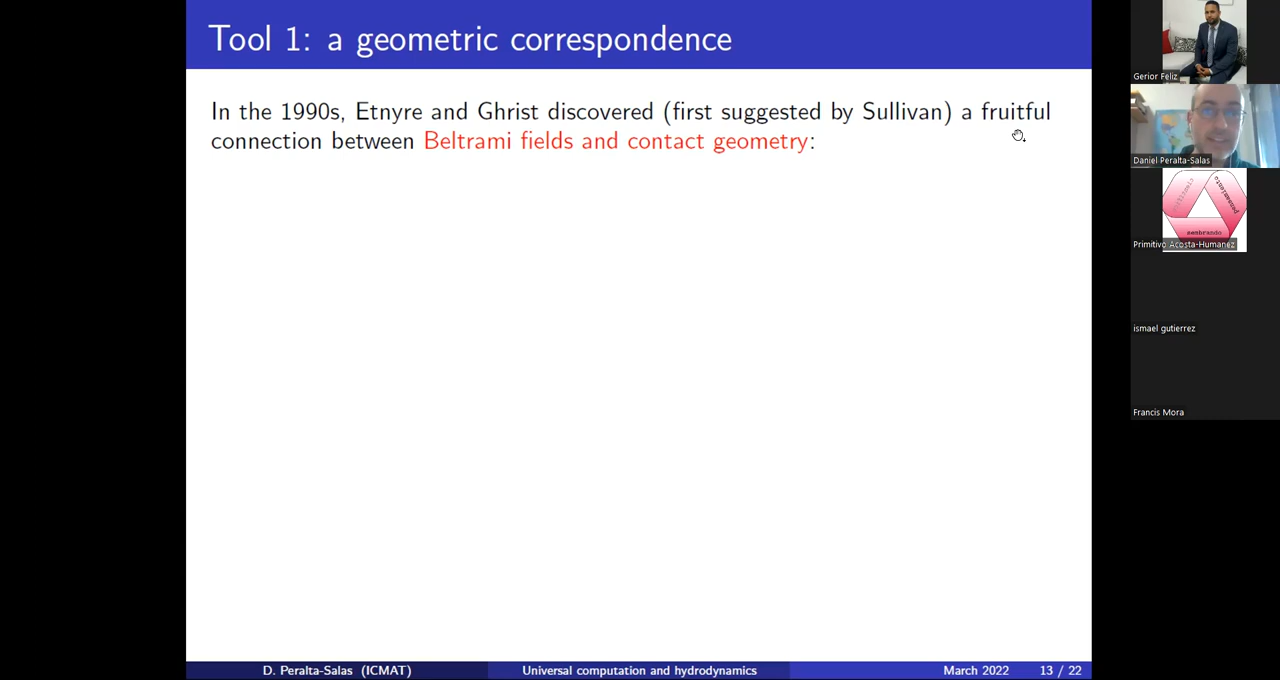 Tool 1: a geometric correspondence
In the 1990s, Etnyre and Ghrist discovered (first suggested by Sullivan) a fruitful
connection between Beltrami fields and contact geometry:
D. Peralta-Salas (ICMAT)
Universal computation and hydrodynamics
March 2022
13 / 22
Gerior Feliz
Daniel Peralta-Salas
pensamiento
sembrando
Primitivo Acosta-Humanez
ismael gutierrez
Francis Mora